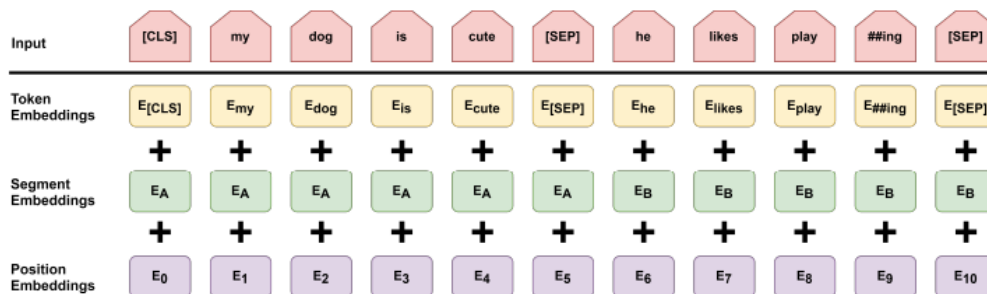 Input [CLS] my dog is cute [SEP] he likes play ##ing [SEP]
Token Embeddings E[CLS] Emy Edog Eis Ecute E[SEP] Ehe Elikes Eplay E##ing E[SEP]
+ + + + + + + + + + +
Segment Embeddings EA EA EA EA EA EA EB EB EB EB EB
+ + + + + + + + + + +
Position Embeddings E0 E1 E2 E3 E4 E5 E6 E7 E8 E9 E10